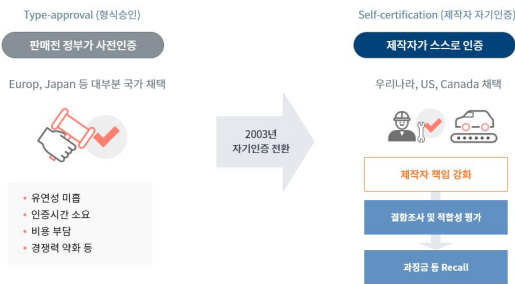 Type-approval (형식승인)
판매전 정부가 사전인증
Europ, Japan 등 대부분 국가 채택
• 유연성 미흡
• 인증시간 소요
• 비용 부담
• 경쟁력 약화 등
2003년
자기인증 전환
Self-certification (제작자 자기인증)
제작자가 스스로 인증
우리나라, US, Canada 채택
제작자 책임 강화
결함조사 및 적합성 평가
과징금 등 Recall